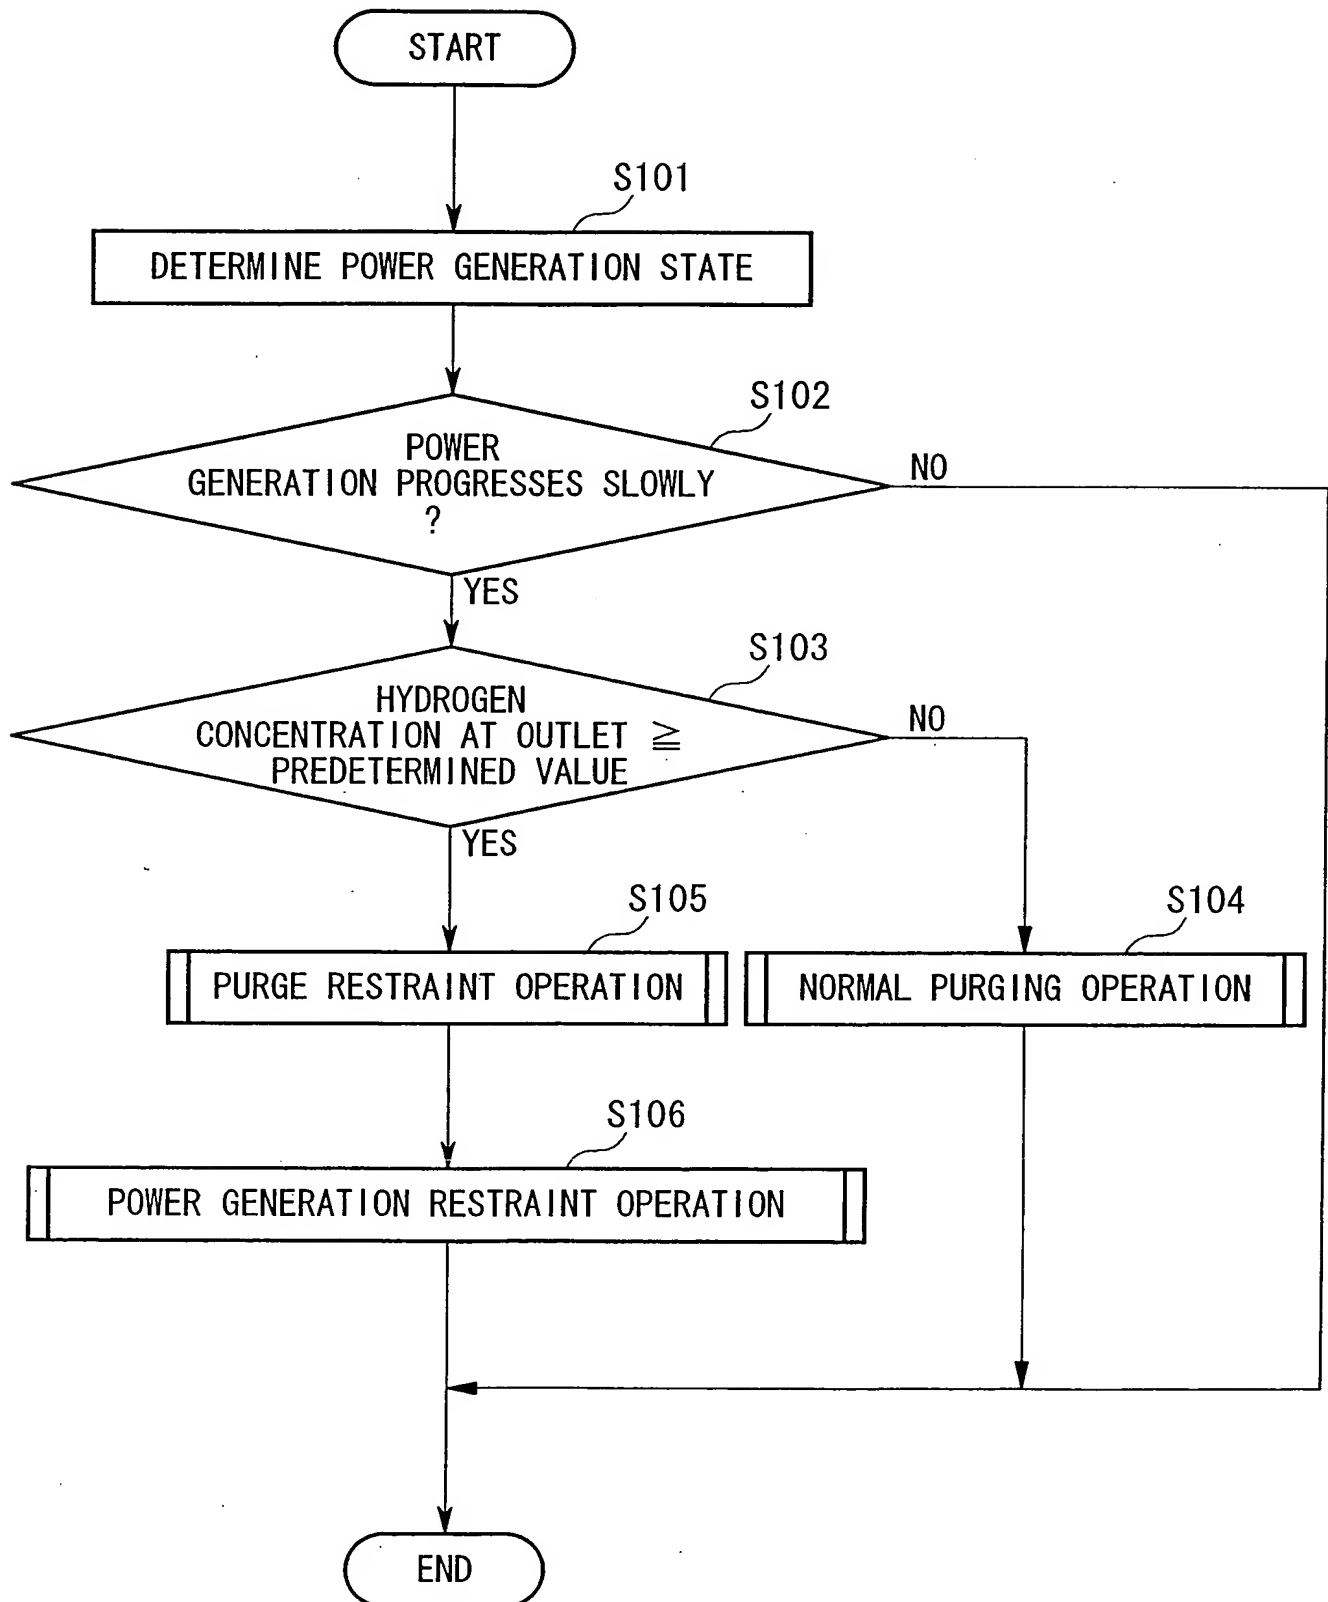 START
S101
DETERMINE POWER GENERATION STATE
S102
POWER
GENERATION PROGRESSES SLOWLY
?
NO
YES
S103
HYDROGEN
CONCENTRATION AT OUTLET ≧
PREDETERMINED VALUE
NO
YES
S105
S104
PURGE RESTRAINT OPERATION
NORMAL PURGING OPERATION
S106
POWER GENERATION RESTRAINT OPERATION
END